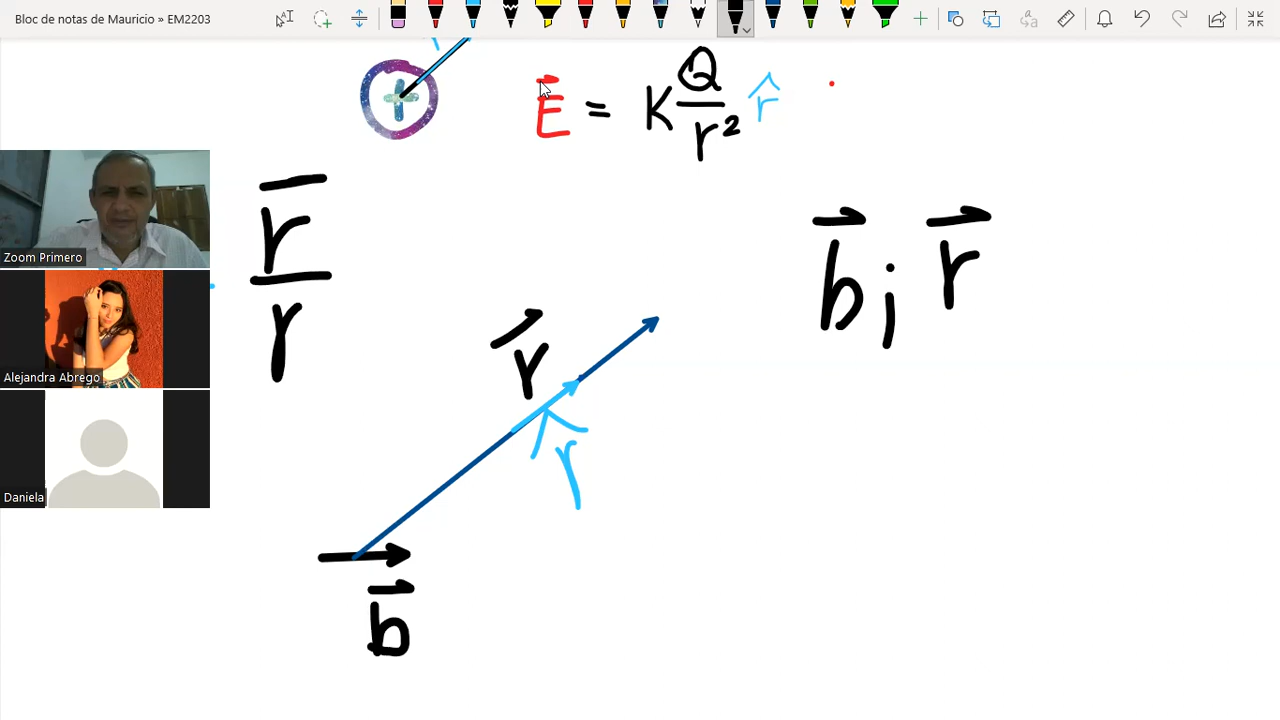 Bloc de notas de Mauricio » EM2203
E⃗ = K Q/r² r̂
Zoom Primero
r̅/r
b⃗ ; r⃗
r⃗
Alejandra Abrego
r̂
Daniela
b⃗